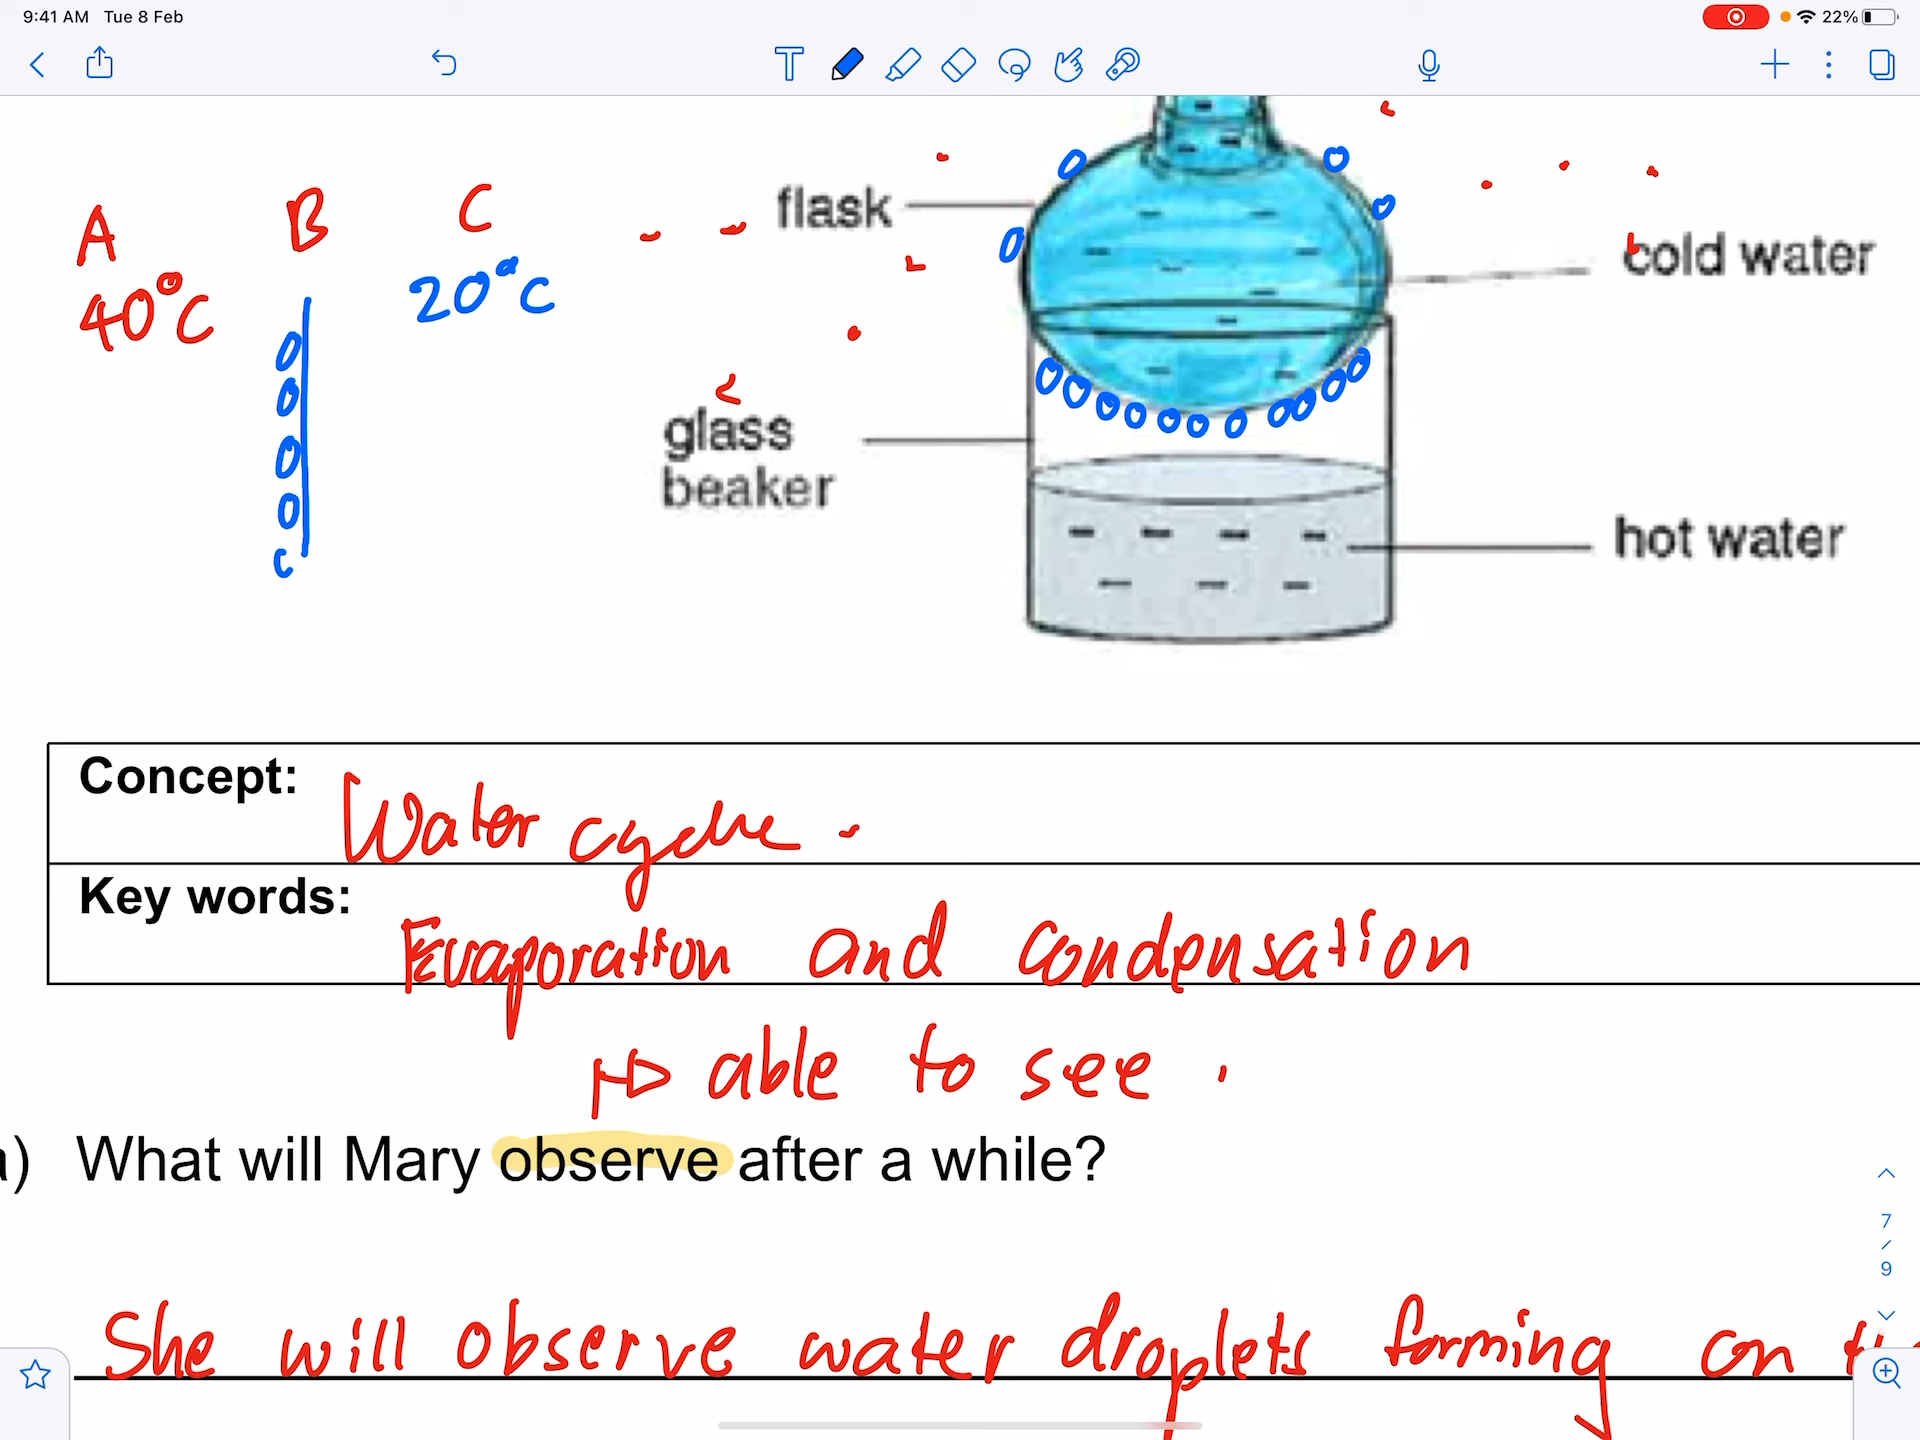 9:41 AM Tue 8 Feb
22%
T
A B C
40°C 20°C
flask
cold water
glass
beaker
hot water
Concept: Water cycle.
Key words: Evaporation and condensation
able to see.
) What will Mary observe after a while?
7
/
9
She will observe water droplets forming on